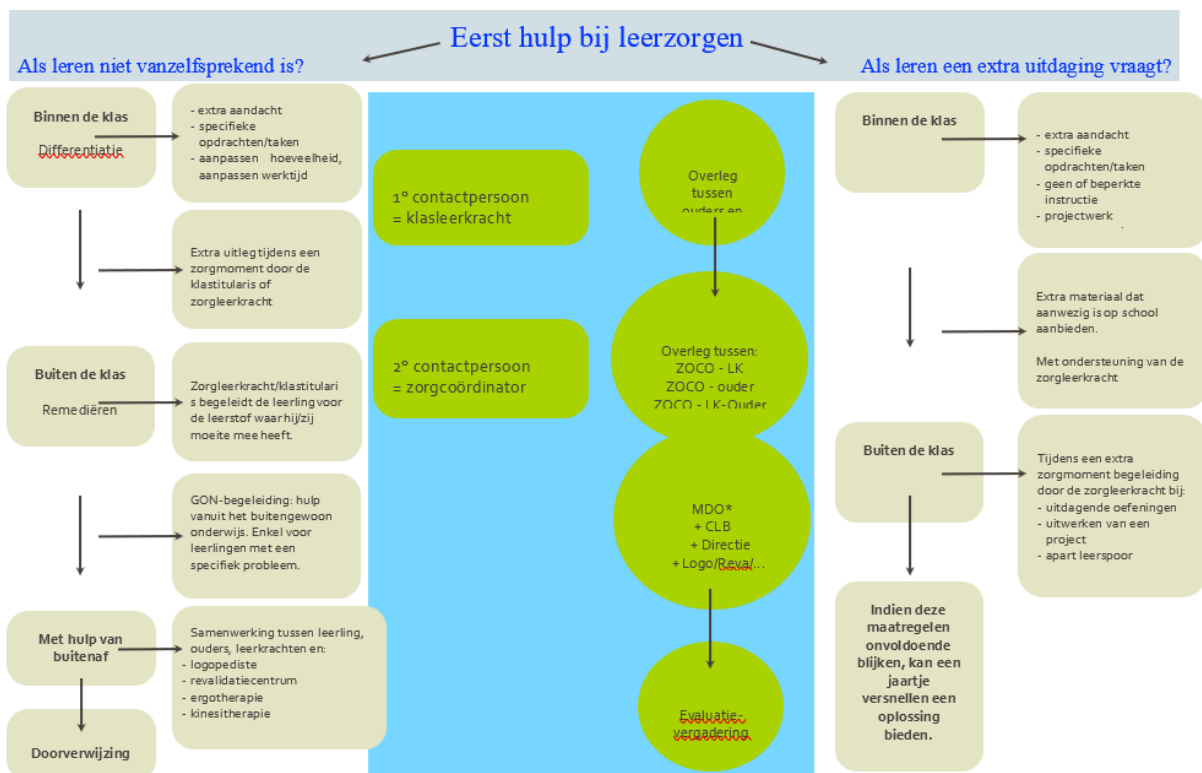 Eerst hulp bij leerzorgen
Als leren niet vanzelfsprekend is?
Als leren een extra uitdaging vraagt?
Binnen de klas
Differentiatie
- extra aandacht
- specifieke
opdrachten/taken
- aanpassen hoeveelheid,
aanpassen werktijd
Extra uitleg tijdens een
zorgmoment door de
klastitularis of
zorgleerkracht
Buiten de klas
Remediëren
Zorgleerkracht/klastitulari
s begeleidt de leerling voor
de leerstof waar hij/zij
moeite mee heeft.
GON-begeleiding: hulp
vanuit het buitengewoon
onderwijs. Enkel voor
leerlingen met een
specifiek probleem.
Met hulp van
buitenaf
Samenwerking tussen leerling,
ouders, leerkrachten en:
- logopediste
- revalidatiecentrum
- ergotherapie
- kinesitherapie
Doorverwijzing
1° contactpersoon
= klasleerkracht
2° contactpersoon
= zorgcoördinator
Overleg
tussen
ouders en
Overleg tussen:
ZOCO - LK
ZOCO - ouder
ZOCO - LK-Ouder
MDO*
+ CLB
+ Directie
+ Logo/Reva/...
Evaluatie-
vergadering
Binnen de klas
- extra aandacht
- specifieke
opdrachten/taken
- geen of beperkte
instructie
- projectwerk
Extra materiaal dat
aanwezig is op school
aanbieden.
Met ondersteuning van de
zorgleerkracht
Buiten de klas
Tijdens een extra
zorgmoment begeleiding
door de zorgleerkracht bij:
- uitdagende oefeningen
- uitwerken van een
project
- apart leerspoor
Indien deze
maatregelen
onvoldoende
blijken, kan een
jaartje
versnellen een
oplossing
bieden.